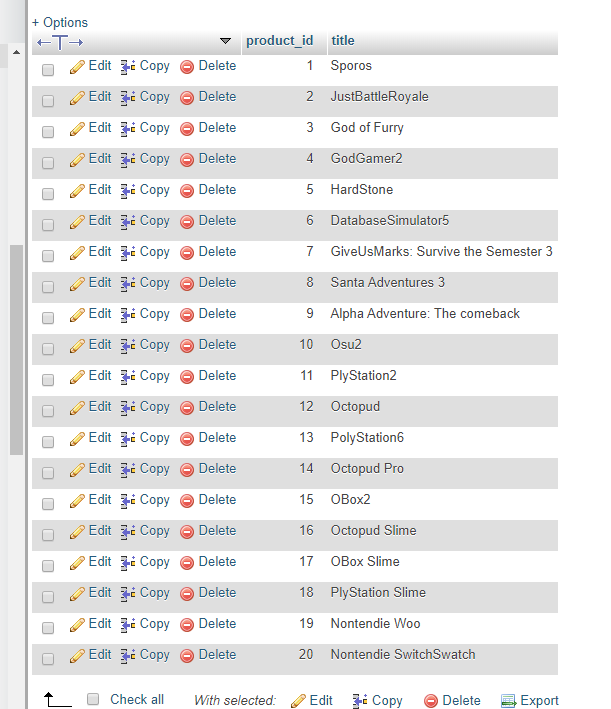 + Options
product_id title
Edit Copy Delete 1 Sporos
Edit Copy Delete 2 JustBattleRoyale
Edit Copy Delete 3 God of Furry
Edit Copy Delete 4 GodGamer2
Edit Copy Delete 5 HardStone
Edit Copy Delete 6 DatabaseSimulator5
Edit Copy Delete 7 GiveUsMarks: Survive the Semester 3
Edit Copy Delete 8 Santa Adventures 3
Edit Copy Delete 9 Alpha Adventure: The comeback
Edit Copy Delete 10 Osu2
Edit Copy Delete 11 PlyStation2
Edit Copy Delete 12 Octopud
Edit Copy Delete 13 PolyStation6
Edit Copy Delete 14 Octopud Pro
Edit Copy Delete 15 OBox2
Edit Copy Delete 16 Octopud Slime
Edit Copy Delete 17 OBox Slime
Edit Copy Delete 18 PlyStation Slime
Edit Copy Delete 19 Nontendie Woo
Edit Copy Delete 20 Nontendie SwitchSwatch
Check all With selected: Edit Copy Delete Export